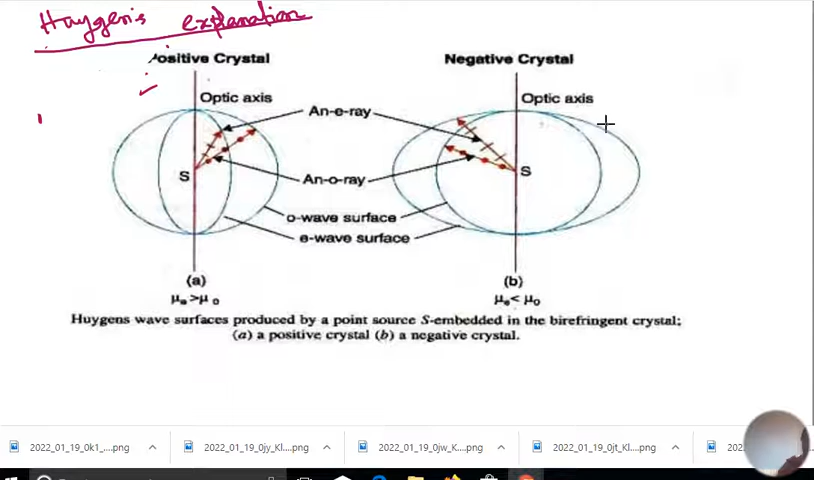 Huygen's explanation
Positive Crystal
Negative Crystal
Optic axis
Optic axis
An-e-ray
S
S
An-o-ray
o-wave surface
e-wave surface
(a)
(b)
μe >μ o
μe< μo
Huygens wave surfaces produced by a point source S-embedded in the birefringent crystal;
(a) a positive crystal (b) a negative crystal.
2022_01_19_0k1_....png
2022_01_19_0jy_Kl....png
2022_01_19_0jw_K....png
2022_01_19_0jt_Kl....png
202